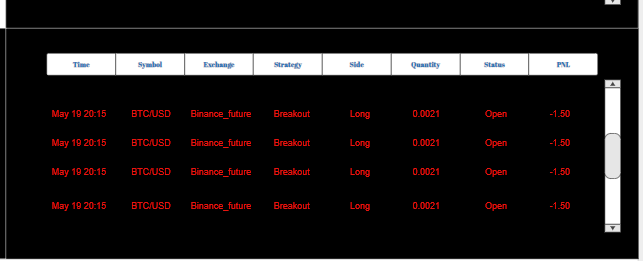 Time Symbol Exchange Strategy Side Quantity Status PNL
May 19 20:15 BTC/USD Binance_future Breakout Long 0.0021 Open -1.50
May 19 20:15 BTC/USD Binance_future Breakout Long 0.0021 Open -1.50
May 19 20:15 BTC/USD Binance_future Breakout Long 0.0021 Open -1.50
May 19 20:15 BTC/USD Binance_future Breakout Long 0.0021 Open -1.50